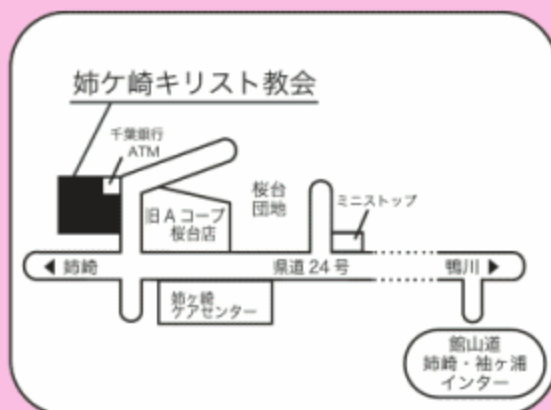 姉ケ崎キリスト教会
千葉銀行
ATM
桜台
団地
ミニストップ
旧Aコープ
桜台店
◀ 姉崎
県道24号
鴨川 ▶
姉ヶ崎
ケアセンター
館山道
姉崎・袖ヶ浦
インター